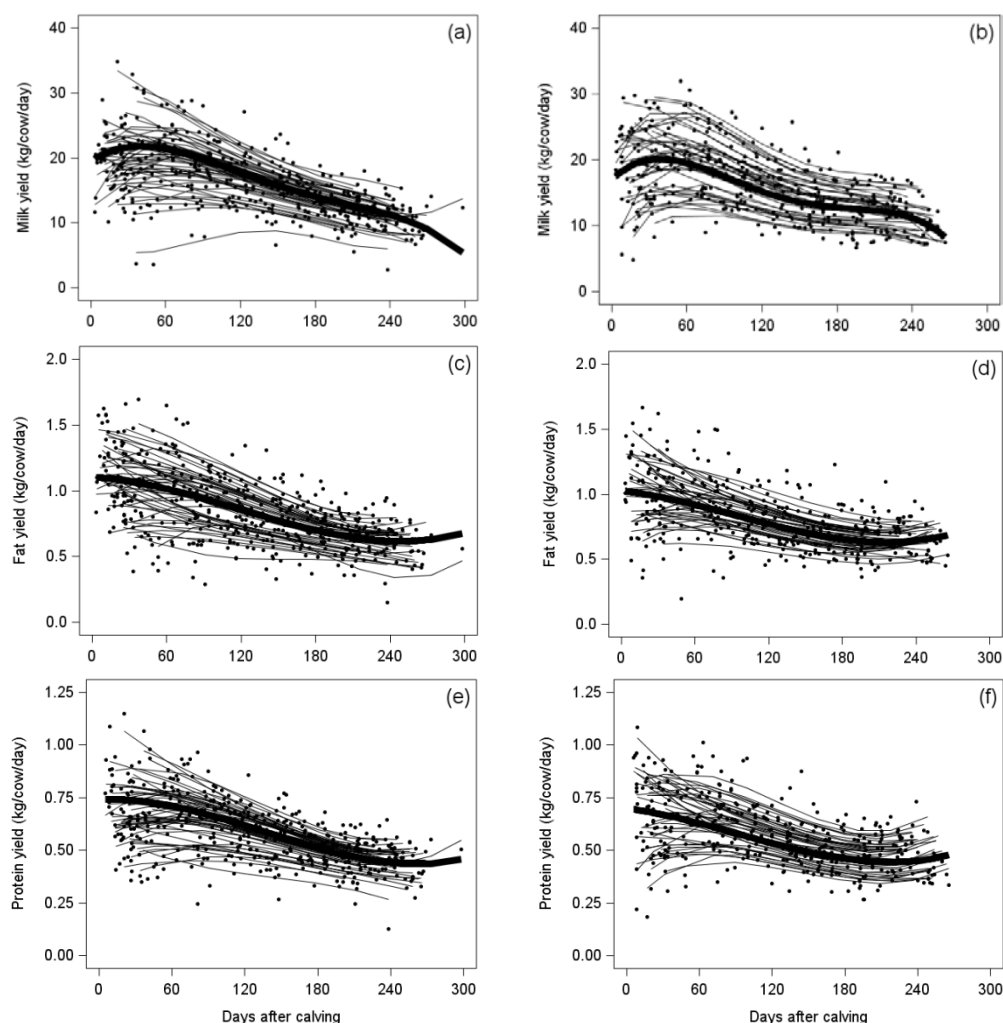 (a)
Milk yield (kg/cow/day)
40
30
20
10
0
0 60 120 180 240 300
(b)
Milk yield (kg/cow/day)
40
30
20
10
0
0 60 120 180 240 300
(c)
Fat yield (kg/cow/day)
2.0
1.5
1.0
0.5
0.0
0 60 120 180 240 300
(d)
Fat yield (kg/cow/day)
2.0
1.5
1.0
0.5
0.0
0 60 120 180 240 300
(e)
Protein yield (kg/cow/day)
1.25
1.00
0.75
0.50
0.25
0.00
0 60 120 180 240 300
Days after calving
(f)
Protein yield (kg/cow/day)
1.25
1.00
0.75
0.50
0.25
0.00
0 60 120 180 240 300
Days after calving